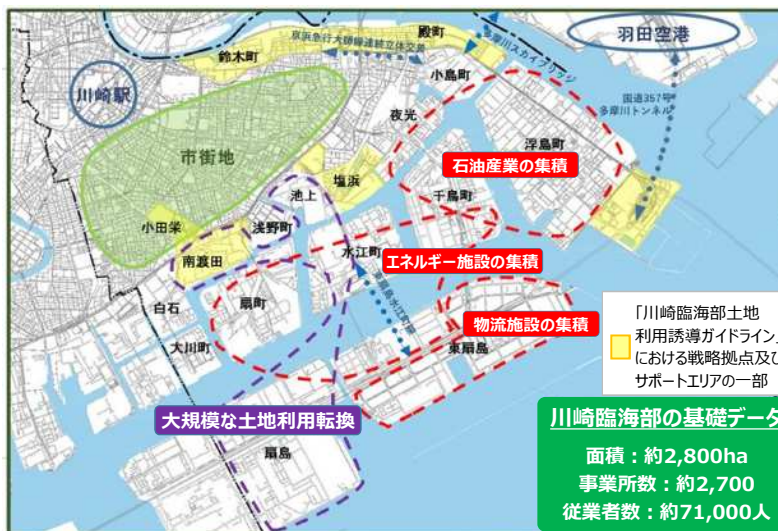 京浜急行大師線連続立体交差
殿町
鈴木町
多摩川スカイブリッジ
羽田空港
小島町
川崎駅
国道357号
多摩川トンネル
夜光
浮島町
市街地
石油産業の集積
塩浜
池上
千鳥町
小田栄
浅野町
水江町
南渡田
エネルギー施設の集積
白石
扇町
物流施設の集積
大川町
東扇島
「川崎臨海部土地
利用誘導ガイドライン」
における戦略拠点及び
サポートエリアの一部
大規模な土地利用転換
扇島
川崎臨海部の基礎データ
面積:約2,800ha
事業所数:約2,700
従業者数:約71,000人